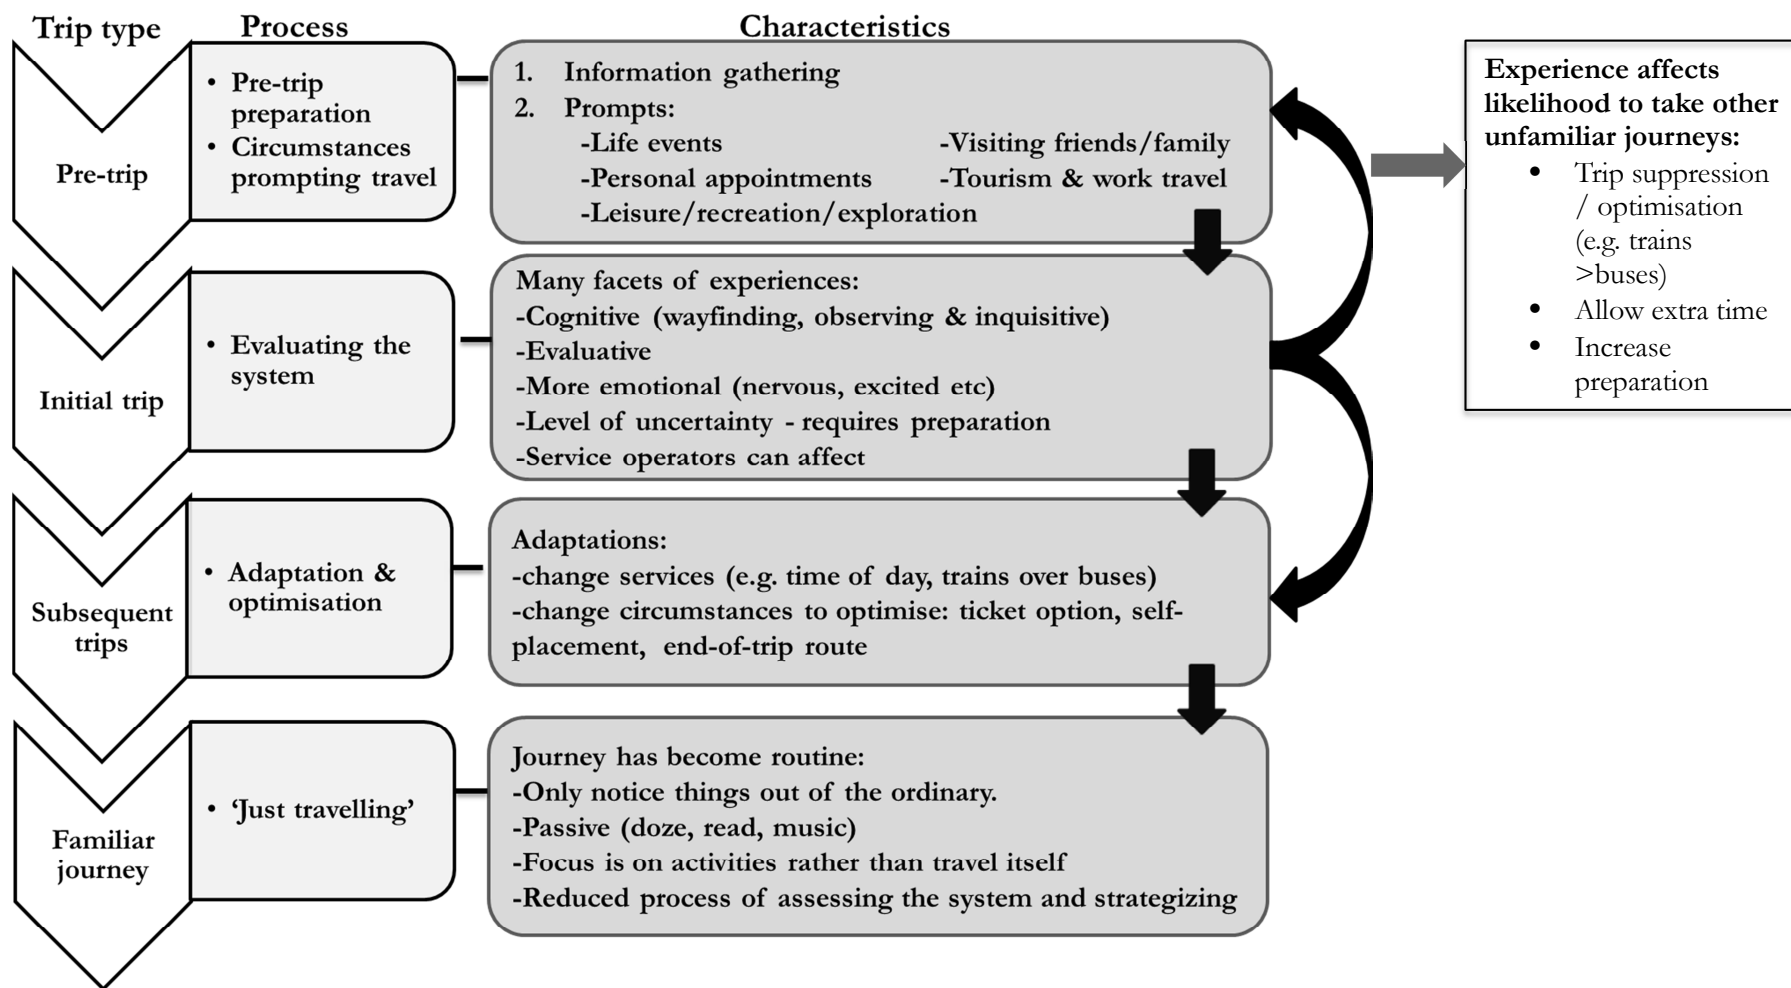 Trip type
Process
Characteristics
Pre-trip
• Pre-trip
preparation
• Circumstances
prompting travel
1. Information gathering
2. Prompts:
-Life events
-Visiting friends/family
-Personal appointments
-Tourism & work travel
-Leisure/recreation/exploration
Experience affects
likelihood to take other
unfamiliar journeys:
• Trip suppression
/ optimisation
(e.g. trains
>buses)
• Allow extra time
• Increase
preparation
Initial trip
• Evaluating the
system
Many facets of experiences:
-Cognitive (wayfinding, observing & inquisitive)
-Evaluative
-More emotional (nervous, excited etc)
-Level of uncertainty - requires preparation
-Service operators can affect
Subsequent
trips
• Adaptation &
optimisation
Adaptations:
-change services (e.g. time of day, trains over buses)
-change circumstances to optimise: ticket option, self-
placement, end-of-trip route
Familiar
journey
• ‘Just travelling’
Journey has become routine:
-Only notice things out of the ordinary.
-Passive (doze, read, music)
-Focus is on activities rather than travel itself
-Reduced process of assessing the system and strategizing